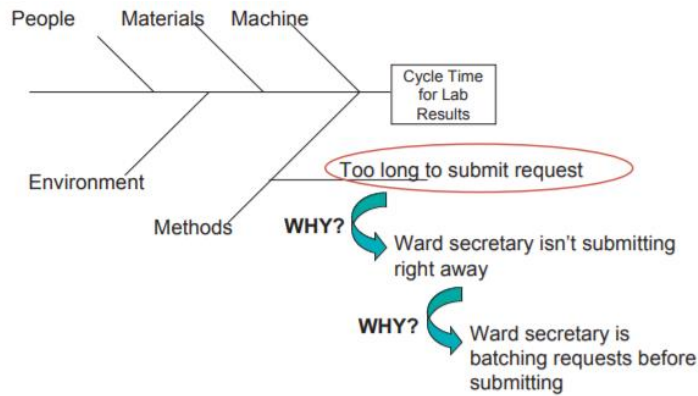 People
Materials
Machine
Cycle Time
for Lab
Results
Too long to submit request
Environment
Methods
WHY?
Ward secretary isn't submitting
right away
WHY?
Ward secretary is
batching requests before
submitting